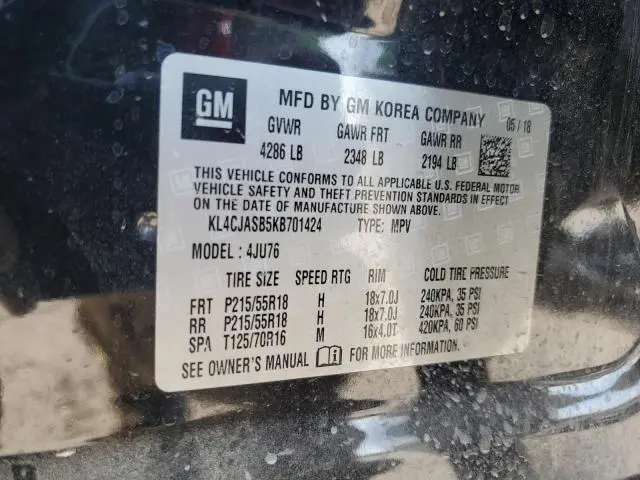 GM
MFD BY GM KOREA COMPANY 05/18
GVWR GAWR FRT GAWR RR
4286 LB 2348 LB 2194 LB
THIS VEHICLE CONFORMS TO ALL APPLICABLE U.S. FEDERAL MOTOR
VEHICLE SAFETY AND THEFT PREVENTION STANDARDS IN EFFECT
ON THE DATE OF MANUFACTURE SHOWN ABOVE.
KL4CJASB5KB701424 TYPE: MPV
MODEL: 4JU76
TIRE SIZE SPEED RTG RIM COLD TIRE PRESSURE
FRT P215/55R18 H 18x7.0J 240KPA, 35 PSI
RR P215/55R18 H 18x7.0J 240KPA, 35 PSI
SPA T125/70R16 M 16x4.0T 420KPA, 60 PSI
SEE OWNER'S MANUAL FOR MORE INFORMATION.